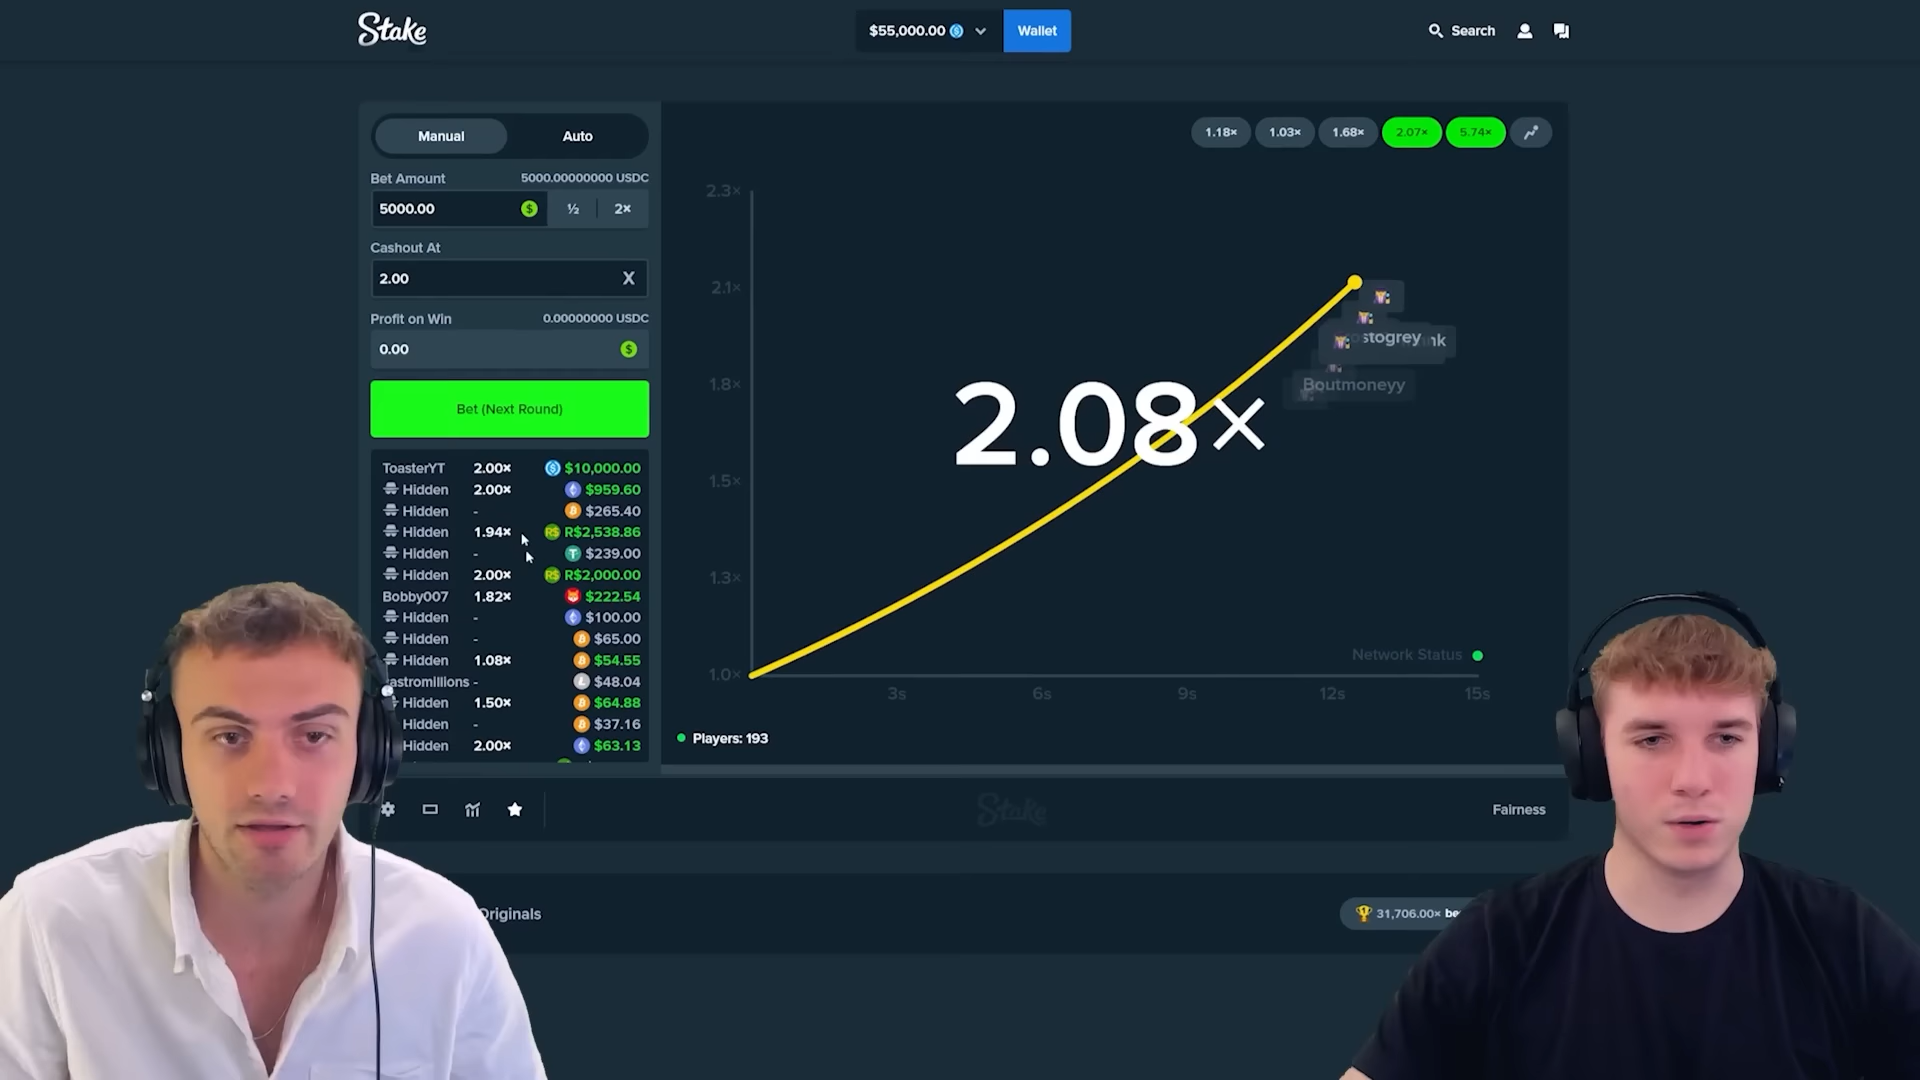 Stake
$55,000.00
Wallet
Search
Manual
Auto
1.18×
1.03×
1.68×
2.07×
5.74×
Bet Amount
5000.00000000 USDC
5000.00
½
2×
Cashout At
2.00
X
Profit on Win
0.00000000 USDC
0.00
Bet (Next Round)
ToasterYT 2.00× $10,000.00
Hidden 2.00× $959.60
Hidden - $265.40
Hidden 1.94× R$ R$2,538.86
Hidden - $239.00
Hidden 2.00× R$ R$2,000.00
Bobby007 1.82× $222.54
Hidden - $100.00
Hidden - $65.00
Hidden 1.08× $54.55
astromillions - $48.04
Hidden 1.50× $64.88
Hidden - $37.16
Hidden 2.00× $63.13
2.3×
2.1×
1.8×
1.5×
1.3×
1.0×
2.08×
stogrey
nk
Boutmoneyy
Network Status
3s
6s
9s
12s
15s
Players: 193
Stake
Fairness
Originals
31,706.00×